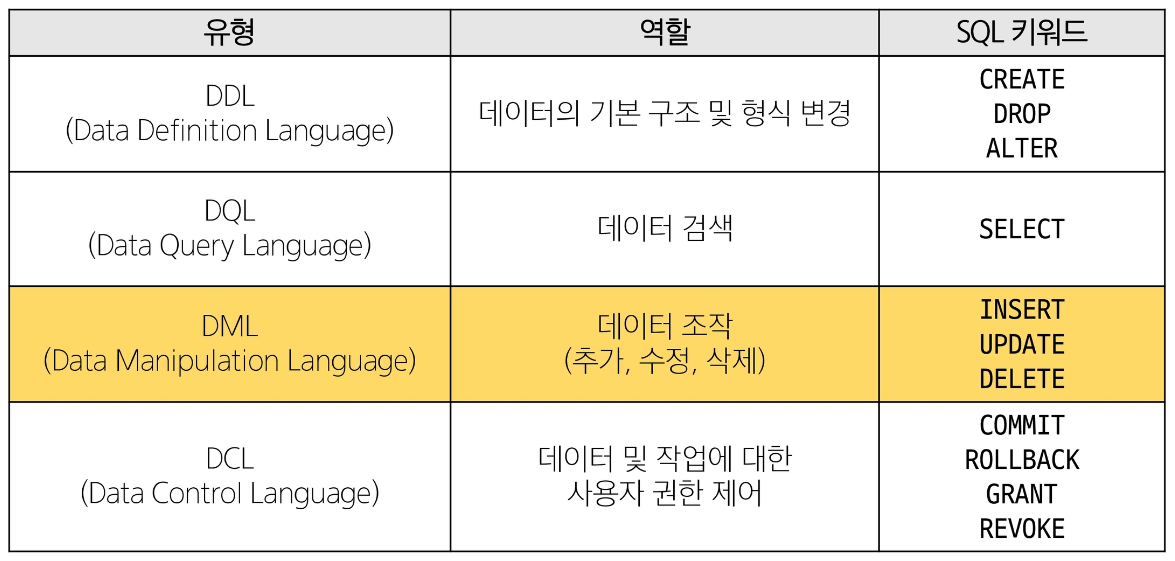 유형 역할 SQL 키워드
DDL
(Data Definition Language)
데이터의 기본 구조 및 형식 변경
CREATE
DROP
ALTER
DQL
(Data Query Language)
데이터 검색
SELECT
DML
(Data Manipulation Language)
데이터 조작
(추가, 수정, 삭제)
INSERT
UPDATE
DELETE
DCL
(Data Control Language)
데이터 및 작업에 대한
사용자 권한 제어
COMMIT
ROLLBACK
GRANT
REVOKE